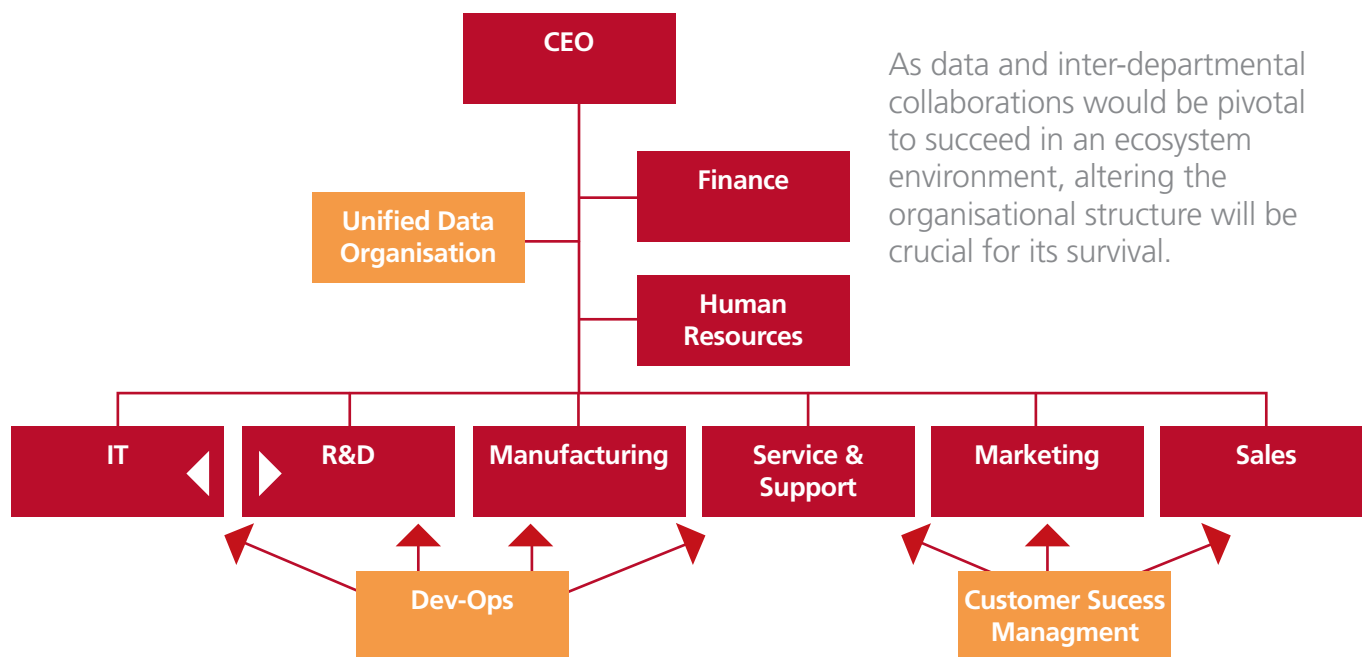 CEO
As data and inter-departmental
collaborations would be pivotal
to succeed in an ecosystem
environment, altering the
organisational structure will be
crucial for its survival.
Finance
Unified Data
Organisation
Human
Resources
IT
R&D
Manufacturing
Service &
Support
Marketing
Sales
Dev-Ops
Customer Sucess
Managment